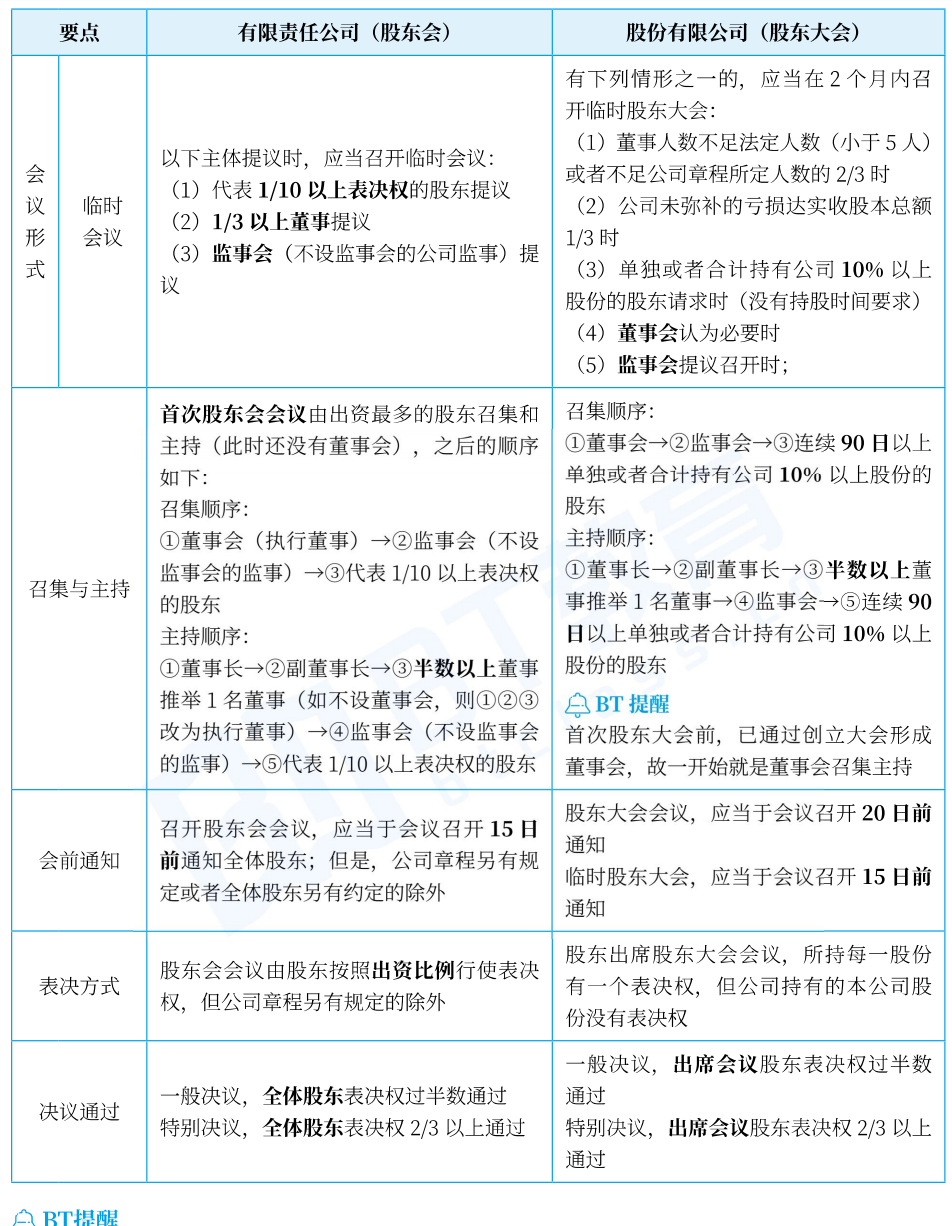 要点
有限责任公司（股东会）
股份有限公司（股东大会）
会
议
形
式
临时
会议
以下主体提议时，应当召开临时会议：
（1）代表 1/10 以上表决权的股东提议
（2）1/3 以上董事提议
（3）监事会（不设监事会的公司监事）提
议
有下列情形之一的，应当在 2 个月内召
开临时股东大会：
（1）董事人数不足法定人数（小于 5 人）
或者不足公司章程所定人数的 2/3 时
（2）公司未弥补的亏损达实收股本总额
1/3 时
（3）单独或者合计持有公司 10% 以上
股份的股东请求时（没有持股时间要求）
（4）董事会认为必要时
（5）监事会提议召开时；
召集与主持
首次股东会会议由出资最多的股东召集和
主持（此时还没有董事会），之后的顺序
如下：
召集顺序：
①董事会（执行董事）→②监事会（不设
监事会的监事）→③代表 1/10 以上表决权
的股东
主持顺序：
①董事长→②副董事长→③半数以上董事
推举 1 名董事（如不设董事会，则①②③
改为执行董事）→④监事会（不设监事会
的监事）→⑤代表 1/10 以上表决权的股东
召集顺序：
①董事会→②监事会→③连续 90 日以上
单独或者合计持有公司 10% 以上股份的
股东
主持顺序：
①董事长→②副董事长→③半数以上董
事推举 1 名董事→④监事会→⑤连续 90
日以上单独或者合计持有公司 10% 以上
股份的股东
BT 提醒
首次股东大会前，已通过创立大会形成
董事会，故一开始就是董事会召集主持
会前通知
召开股东会会议，应当于会议召开 15 日
前通知全体股东；但是，公司章程另有规
定或者全体股东另有约定的除外
股东大会会议，应当于会议召开 20 日前
通知
临时股东大会，应当于会议召开 15 日前
通知
表决方式
股东会会议由股东按照出资比例行使表决
权，但公司章程另有规定的除外
股东出席股东大会会议，所持每一股份
有一个表决权，但公司持有的本公司股
份没有表决权
决议通过
一般决议，全体股东表决权过半数通过
特别决议，全体股东表决权 2/3 以上通过
一般决议，出席会议股东表决权过半数
通过
特别决议，出席会议股东表决权 2/3 以上
通过
BT提醒